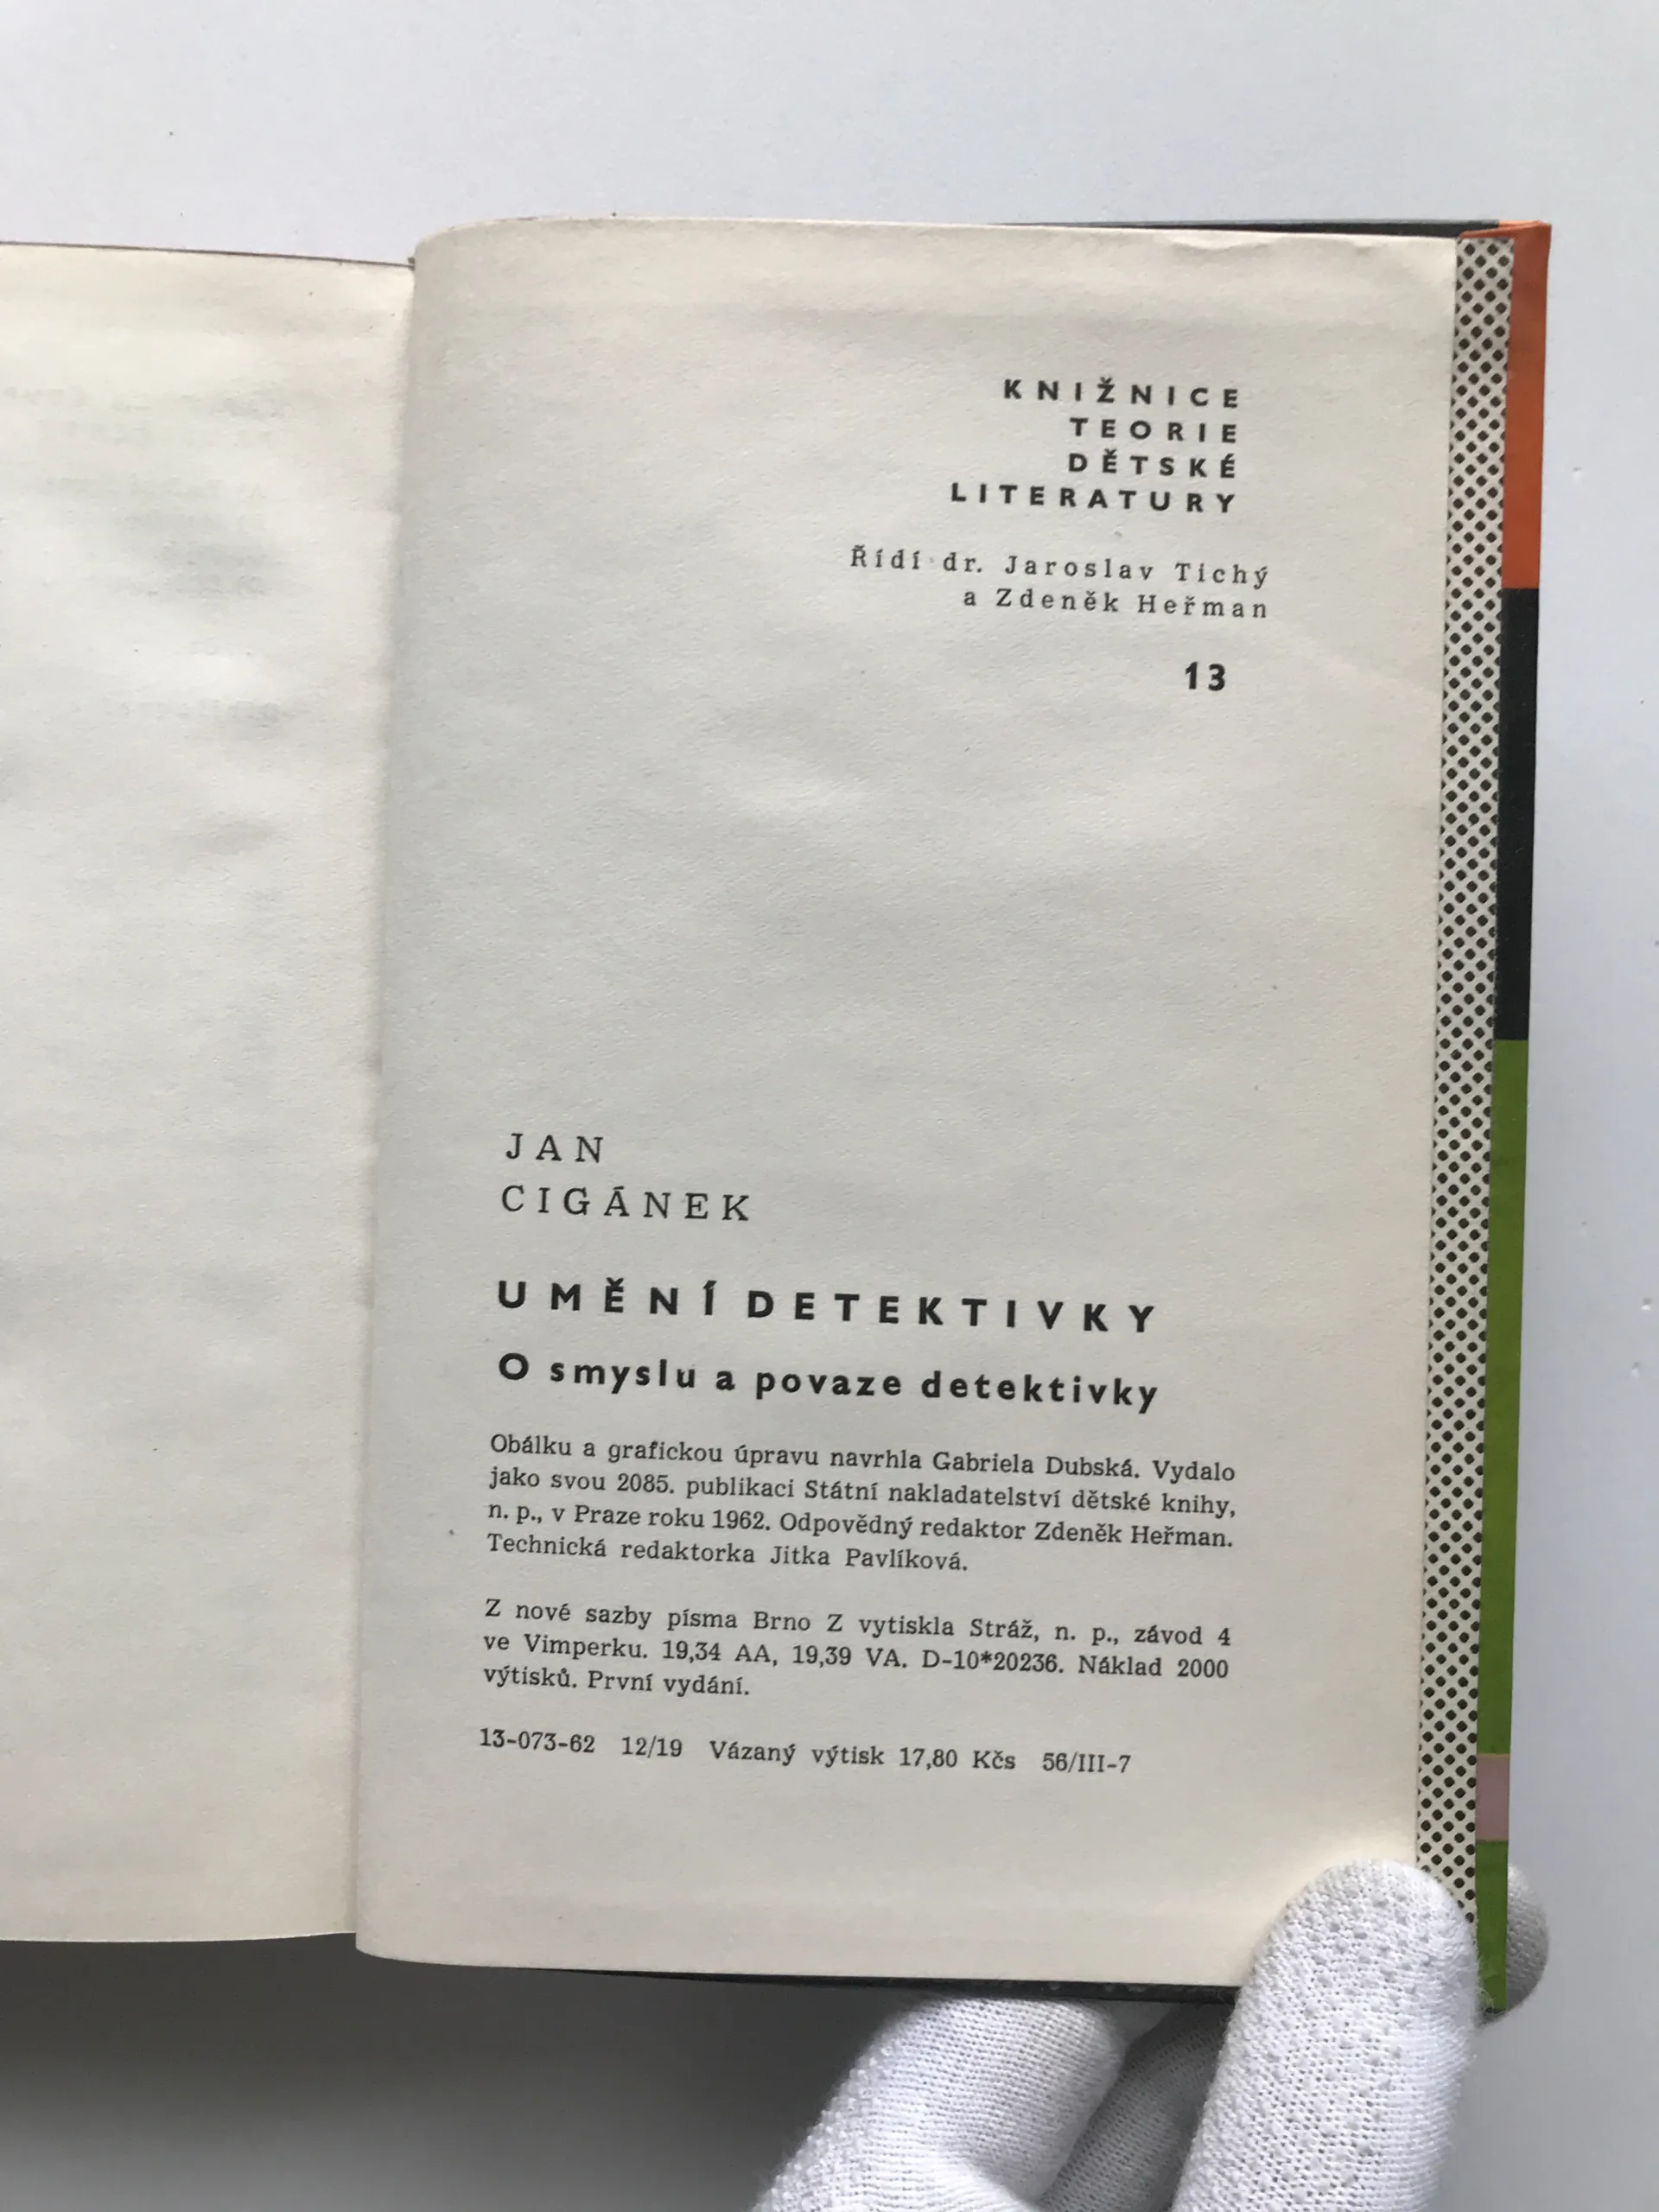 KNIŽNICE
TEORIE
DĚTSKÉ
LITERATURY
Řídí dr. Jaroslav Tichý
a Zdeněk Heřman
13
JAN
CIGÁNEK
UMĚNÍ DETEKTIVKY
O smyslu a povaze detektivky
Obálku a grafickou úpravu navrhla Gabriela Dubská. Vydalo
jako svou 2085. publikaci Státní nakladatelství dětské knihy,
n. p., v Praze roku 1962. Odpovědný redaktor Zdeněk Heřman.
Technická redaktorka Jitka Pavlíková.
Z nové sazby písma Brno Z vytiskla Stráž, n. p., závod 4
ve Vimperku. 19,34 AA, 19,39 VA. D-10*20236. Náklad 2000
výtisků. První vydání.
13-073-62 12/19 Vázaný výtisk 17,80 Kčs 56/III-7